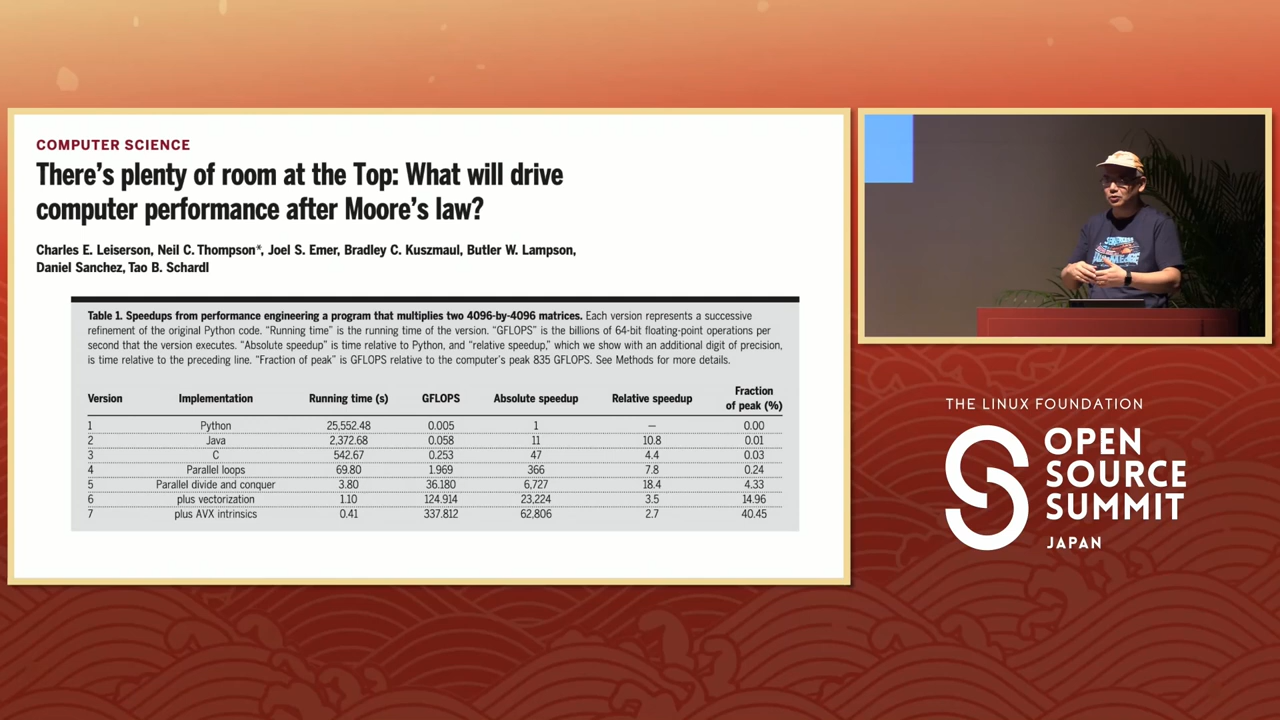 COMPUTER SCIENCE
There's plenty of room at the Top: What will drive
computer performance after Moore's law?
Charles E. Leiserson, Neil C. Thompson*, Joel S. Emer, Bradley C. Kuszmaul, Butler W. Lampson,
Daniel Sanchez, Tao B. Schardl
Table 1. Speedups from performance engineering a program that multiplies two 4096-by-4096 matrices. Each version represents a successive
refinement of the original Python code. “Running time” is the running time of the version. “GFLOPS” is the billions of 64-bit floating-point operations per
second that the version executes. “Absolute speedup” is time relative to Python, and “relative speedup,” which we show with an additional digit of precision,
is time relative to the preceding line. “Fraction of peak” is GFLOPS relative to the computer's peak 835 GFLOPS. See Methods for more details.
Version Implementation Running time (s) GFLOPS Absolute speedup Relative speedup Fraction of peak (%)
1 Python 25,552.48 0.005 1 — 0.00
2 Java 2,372.68 0.058 11 10.8 0.01
3 C 542.67 0.253 47 4.4 0.03
4 Parallel loops 69.80 1.969 366 7.8 0.24
5 Parallel divide and conquer 3.80 36.180 6,727 18.4 4.33
6 plus vectorization 1.10 124.914 23,224 3.5 14.96
7 plus AVX intrinsics 0.41 337.812 62,806 2.7 40.45
THE LINUX FOUNDATION
OPEN
SOURCE
SUMMIT
JAPAN